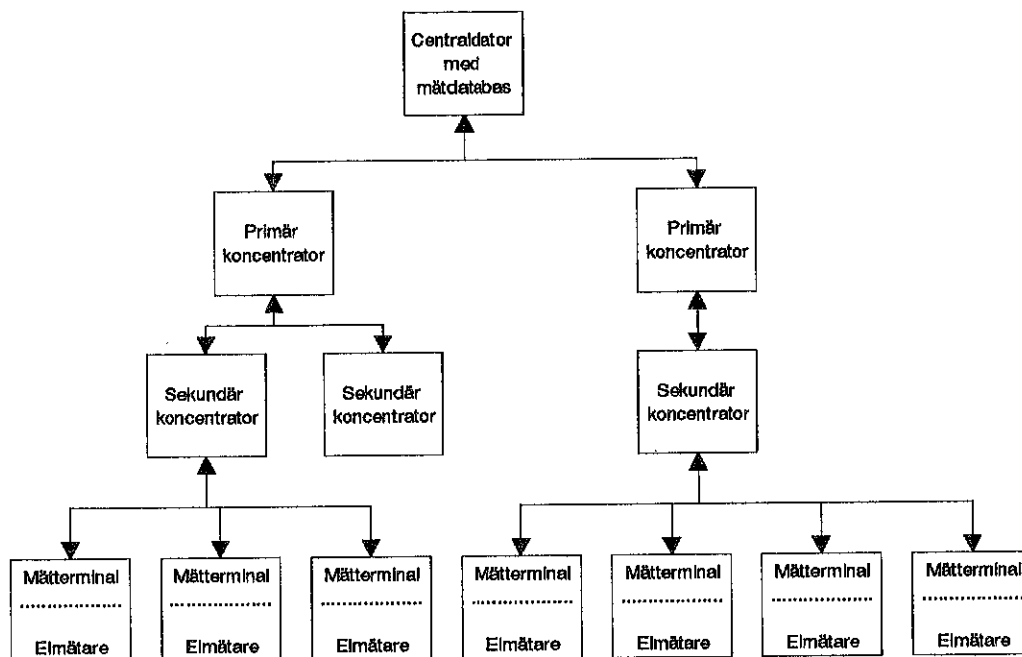 Centraldator
med
mätdatabas
Primär
koncentrator
Primär
koncentrator
Sekundär
koncentrator
Sekundär
koncentrator
Sekundär
koncentrator
Mätterminal
Elmätare
Mätterminal
Elmätare
Mätterminal
Elmätare
Mätterminal
Elmätare
Mätterminal
Elmätare
Mätterminal
Elmätare
Mätterminal
Elmätare